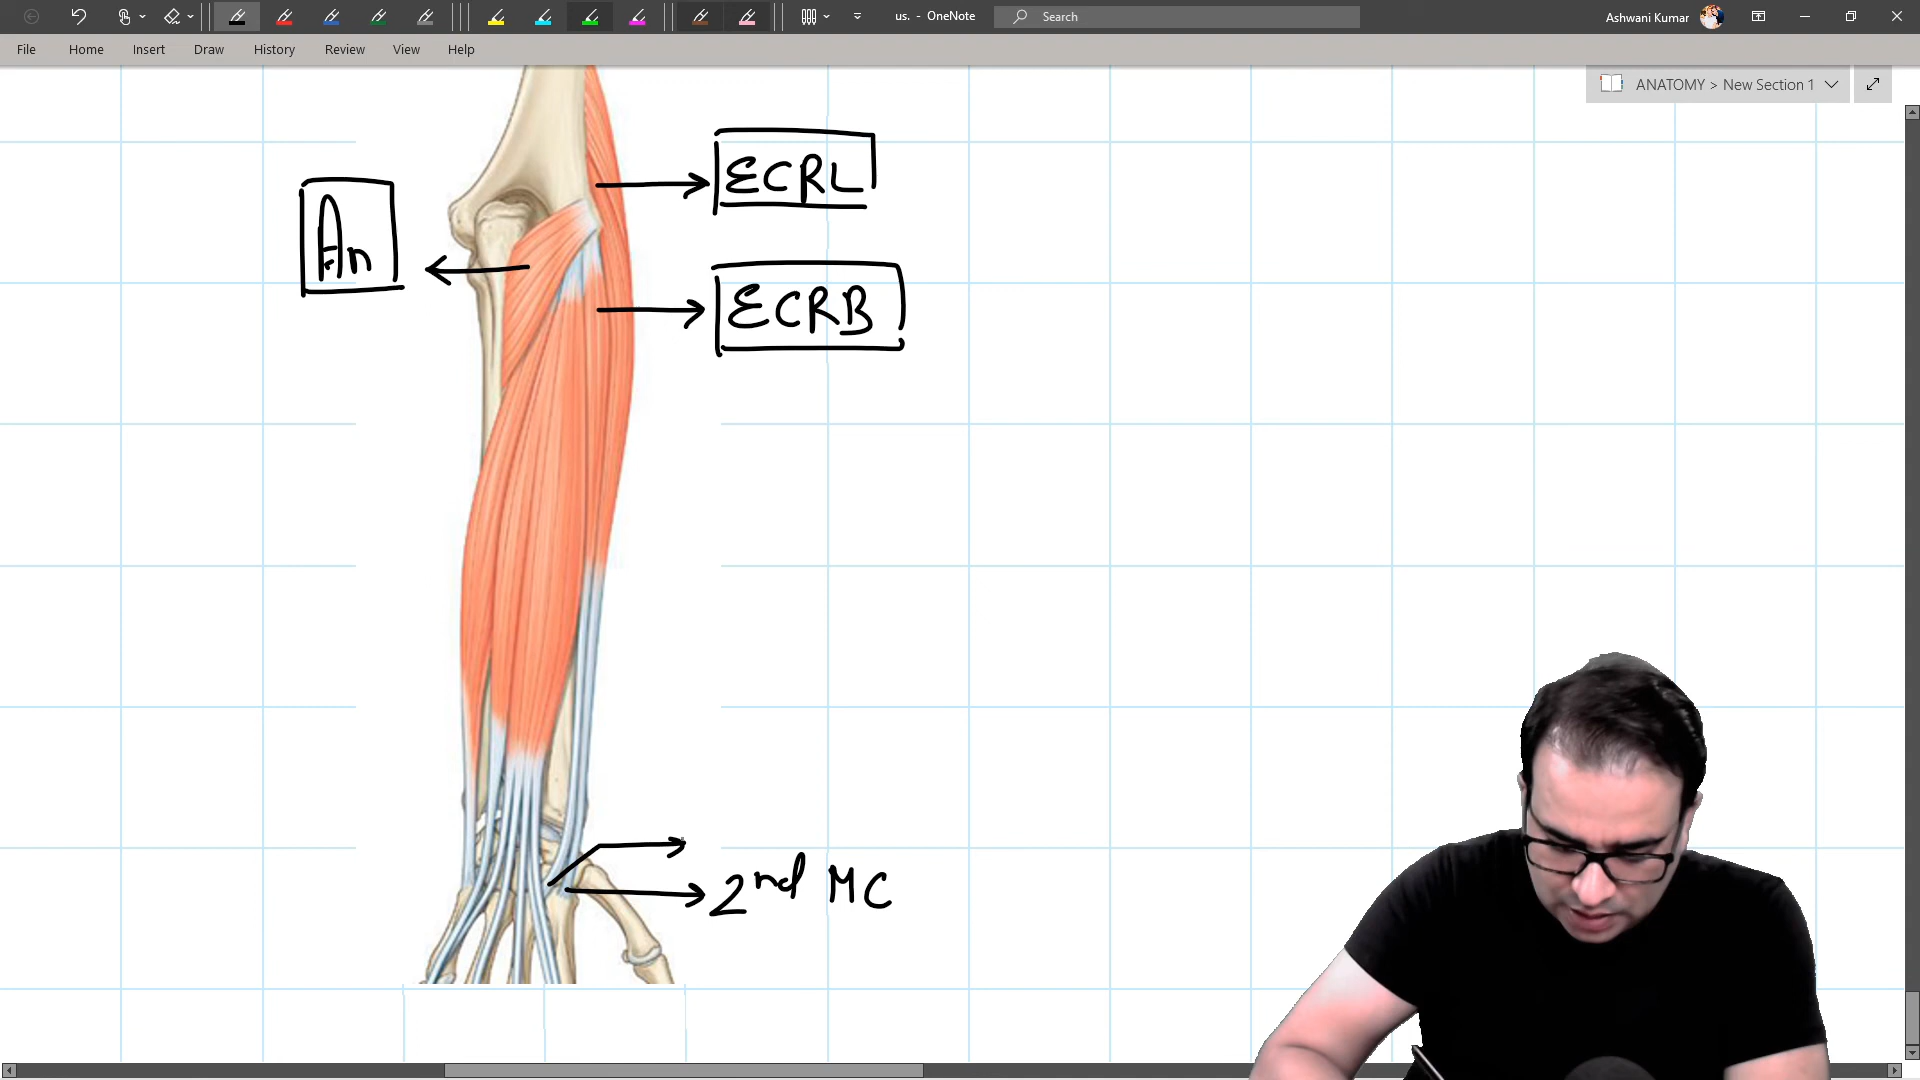 us. - OneNote
Search
Ashwani Kumar
File Home Insert Draw History Review View Help
ANATOMY > New Section 1
ECRL
An
ECRB
2nd MC